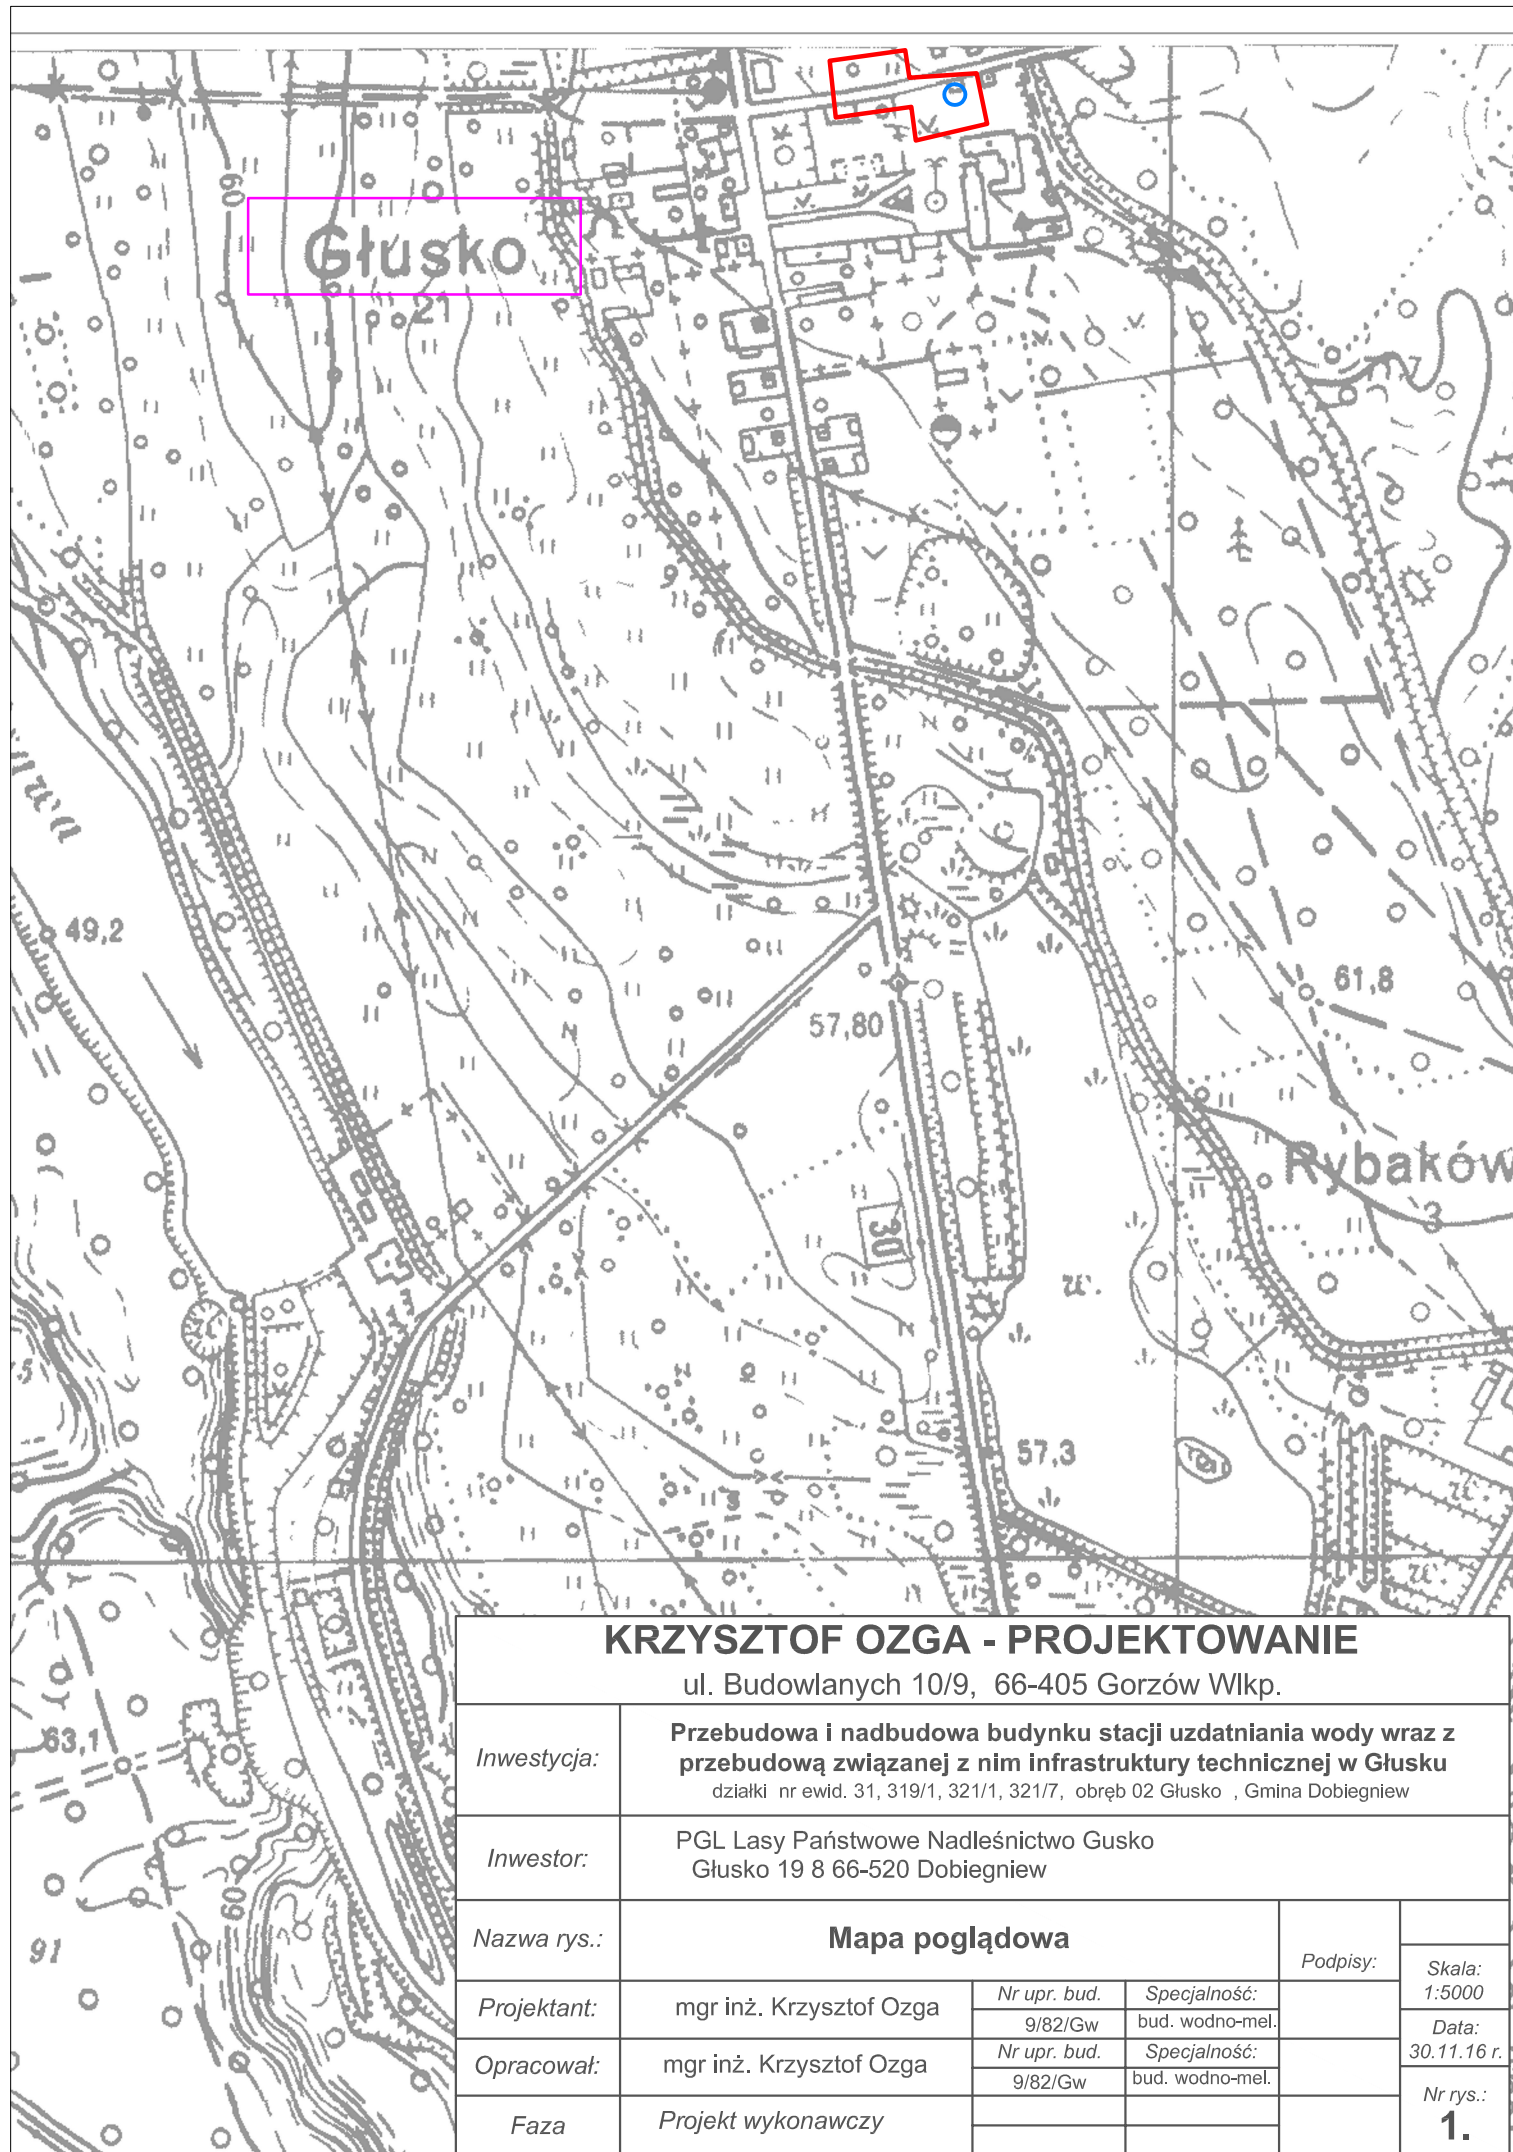 60
Głusko
21
49,2
61,8
57,80
Rybaków
3
30
57,3
63,1
60
91
KRZYSZTOF OZGA - PROJEKTOWANIE
ul. Budowlanych 10/9, 66-405 Gorzów Wlkp.
Inwestycja:
Przebudowa i nadbudowa budynku stacji uzdatniania wody wraz z
przebudową związanej z nim infrastruktury technicznej w Głusku
działki nr ewid. 31, 319/1, 321/1, 321/7, obręb 02 Głusko , Gmina Dobiegniew
Inwestor:
PGL Lasy Państwowe Nadleśnictwo Gusko
Głusko 19 8 66-520 Dobiegniew
Nazwa rys.:
Mapa poglądowa
Podpisy:
Skala:
1:5000
Projektant:
mgr inż. Krzysztof Ozga
Nr upr. bud.
9/82/Gw
Specjalność:
bud. wodno-mel.
Data:
30.11.16 r.
Opracował:
mgr inż. Krzysztof Ozga
Nr upr. bud.
9/82/Gw
Specjalność:
bud. wodno-mel.
Nr rys.:
1.
Faza
Projekt wykonawczy